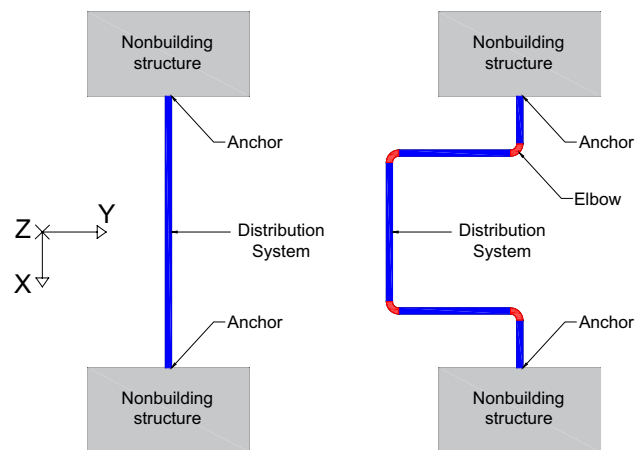 Nonbuilding
structure
Anchor
Distribution
System
Anchor
Nonbuilding
structure
Z
Y
X
Nonbuilding
structure
Anchor
Elbow
Distribution
System
Anchor
Nonbuilding
structure